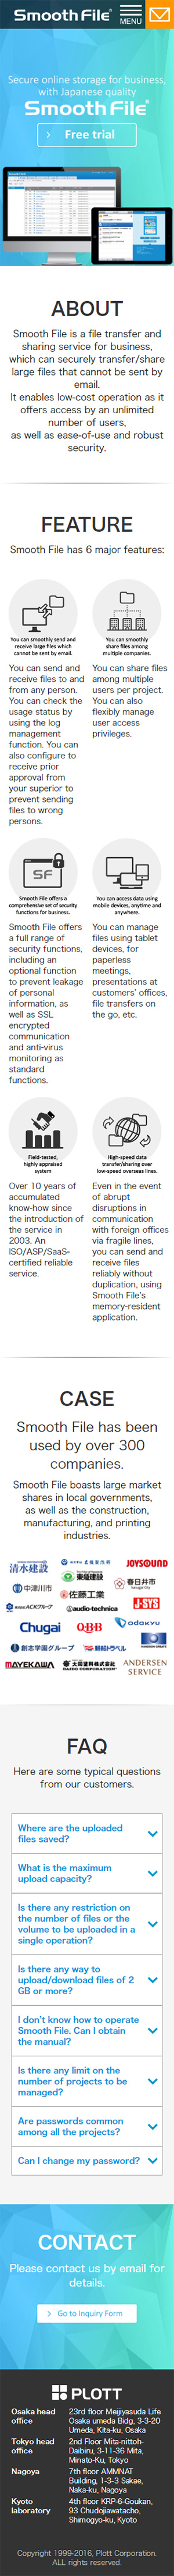 Smooth File
MENU
Secure online storage for business,
with Japanese quality
Smooth File
Free trial
ABOUT
Smooth File is a file transfer and
sharing service for business,
which can securely transfer/share
large files that cannot be sent by
email.
It enables low-cost operation as it
offers access by an unlimited
number of users,
as well as ease-of-use and robust
security.
FEATURE
Smooth File has 6 major features:
You can smoothly send and
receive large files which
cannot be sent by email.
You can send and
receive files to and
from any person.
You can check the
usage status by
using the log
management
function. You can
also configure to
receive prior
approval from
your superior to
prevent sending
files to wrong
persons.
You can smoothly
share files among
multiple companies.
You can share files
among multiple
users per project.
You can also
flexibly manage
user access
privileges.
SF
Smooth File offers a
comprehensive set of security
functions for business.
Smooth File offers
a full range of
security functions,
including an
optional function
to prevent leakage
of personal
information, as
well as SSL
encrypted
communication
and anti-virus
monitoring as
standard
functions.
You can access data using
mobile devices, anytime and
anywhere.
You can manage
files using tablet
devices, for
paperless
meetings,
presentations at
customers' offices,
file transfers on
the go, etc.
Field-tested,
highly appraised
system
Over 10 years of
accumulated
know-how since
the introduction of
the service in
2003. An
ISO/ASP/SaaS-
certified reliable
service.
High-speed data
transfer/sharing over
low-speed overseas lines.
Even in the event
of abrupt
disruptions in
communication
with foreign offices
via fragile lines,
you can send and
receive files
reliably without
duplication, using
Smooth File's
memory-resident
application.
CASE
Smooth File has been
used by over 300
companies.
Smooth File boasts large market
shares in local governments,
as well as the construction,
manufacturing, and printing
industries.
清水建設
JOYSOUND
東亜建設
中津川市
佐藤工業
春日井市
ACKグループ
audio-technica
J-SYS
Chugai
QBB
odakyu
創志学園グループ
鯛船トラベル
MAYEKAWA
大同塗料株式会社
DAIDO CORPORATION
ANDERSEN
SERVICE
FAQ
Here are some typical questions
from our customers.
Where are the uploaded
files saved?
What is the maximum
upload capacity?
Is there any restriction on
the number of files or the
volume to be uploaded in a
single operation?
Is there any way to
upload/download files of 2
GB or more?
I don't know how to operate
Smooth File. Can I obtain
the manual?
Is there any limit on the
number of projects to be
managed?
Are passwords common
among all the projects?
Can I change my password?
CONTACT
Please contact us by email for
details.
Go to Inquiry Form
PLOTT
Osaka head
office
23rd floor Meijiyasuda Life
Osaka umeda Bidg, 3-3-20
Umeda, Kita-ku, Osaka
Tokyo head
office
2nd Floor Mita-nittoh-
Daibiru, 3-11-36 Mita,
Minato-Ku, Tokyo
Nagoya
7th floor AMMNAT
Building, 1-3-3 Sakae,
Naka-ku, Nagoya
Kyoto
laboratory
4th floor KRP-6-Goukan,
93 Chudojiawatacho,
Shimogyo-ku, Kyoto
Copyright 1999-2016, Plott Corporation.
ALL rights reserved.